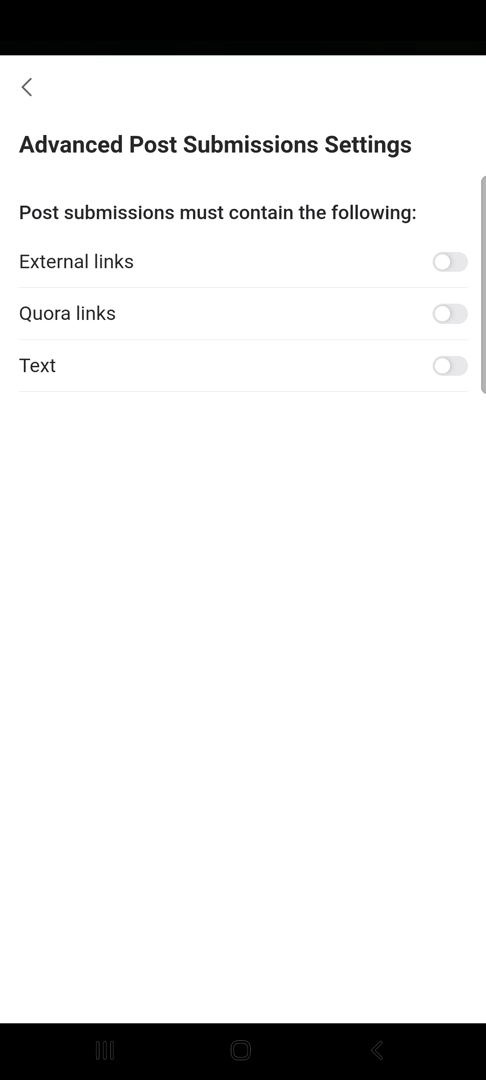 Advanced Post Submissions Settings
Post submissions must contain the following:
External links
Quora links
Text